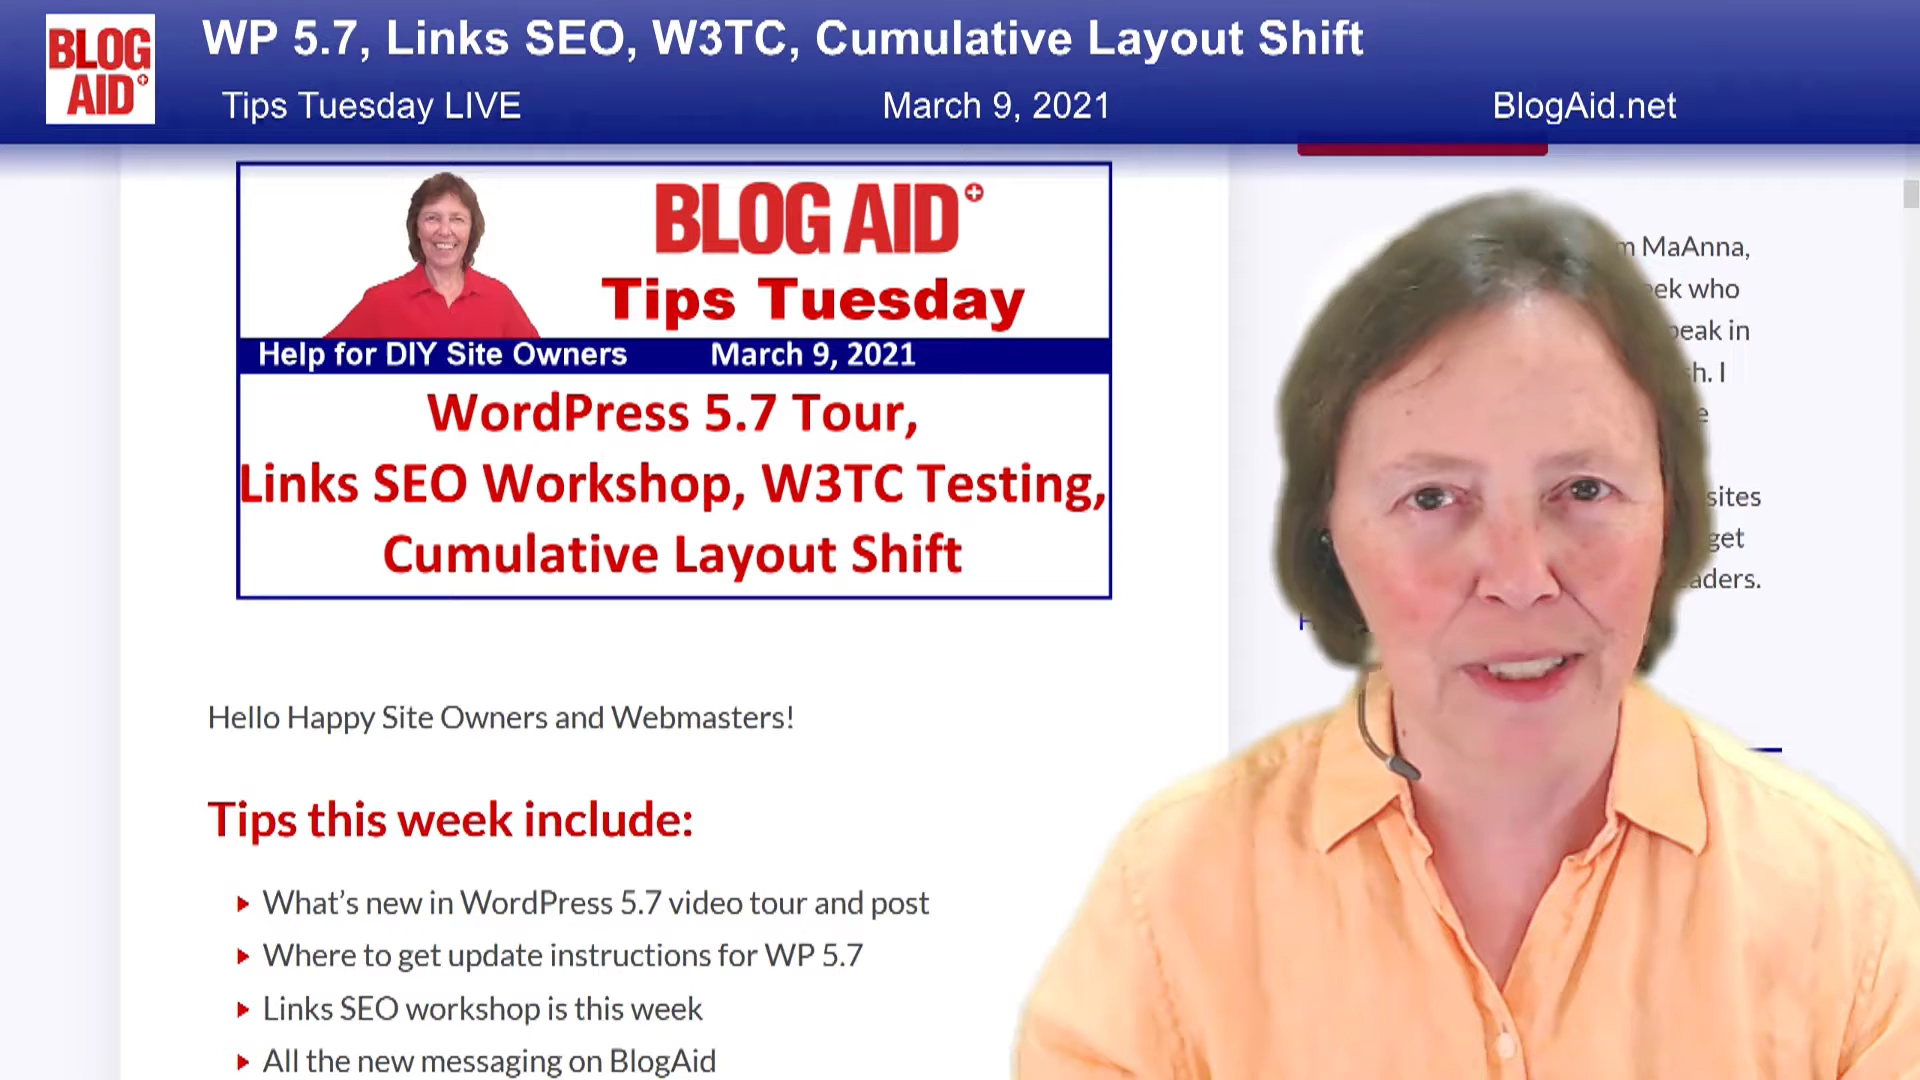 BLOG
AID
WP 5.7, Links SEO, W3TC, Cumulative Layout Shift
Tips Tuesday LIVE March 9, 2021 BlogAid.net
BLOG AID
Tips Tuesday
Help for DIY Site Owners March 9, 2021
WordPress 5.7 Tour,
Links SEO Workshop, W3TC Testing,
Cumulative Layout Shift
MaAnna,
who
in
I
sites
Hello Happy Site Owners and Webmasters!
Tips this week include:
What's new in WordPress 5.7 video tour and post
Where to get update instructions for WP 5.7
Links SEO workshop is this week
All the new messaging on BlogAid